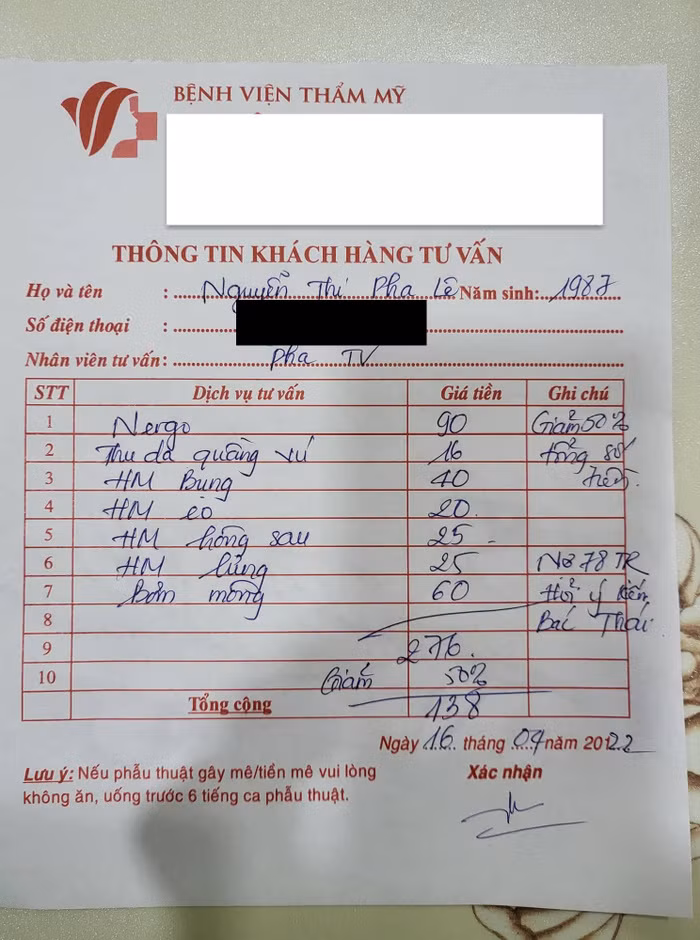 BỆNH VIỆN THẨM MỸ
THÔNG TIN KHÁCH HÀNG TƯ VẤN
Họ và tên : Nguyễn Thị Pha Lê Năm sinh: 1987
Số điện thoại :
Nhân viên tư vấn: Pha TV
STT Dịch vụ tư vấn Giá tiền Ghi chú
1 Nergo 90 Giảm 50%
2 Thu da quầng vú 16 tổng số
3 HM Bụng 40 tiền.
4 HM eo 20
5 HM hông sau 25
6 HM lưng 25 Nợ 78 TR
7 Bơm mông 60 Hỏi ý kiến
8 Bác Thái
9 276.
10 Giảm 50%
Tổng cộng 138
Ngày 16 tháng năm 2022
Lưu ý: Nếu phẫu thuật gây mê/tiền mê vui lòng
không ăn, uống trước 6 tiếng ca phẫu thuật.
Xác nhận